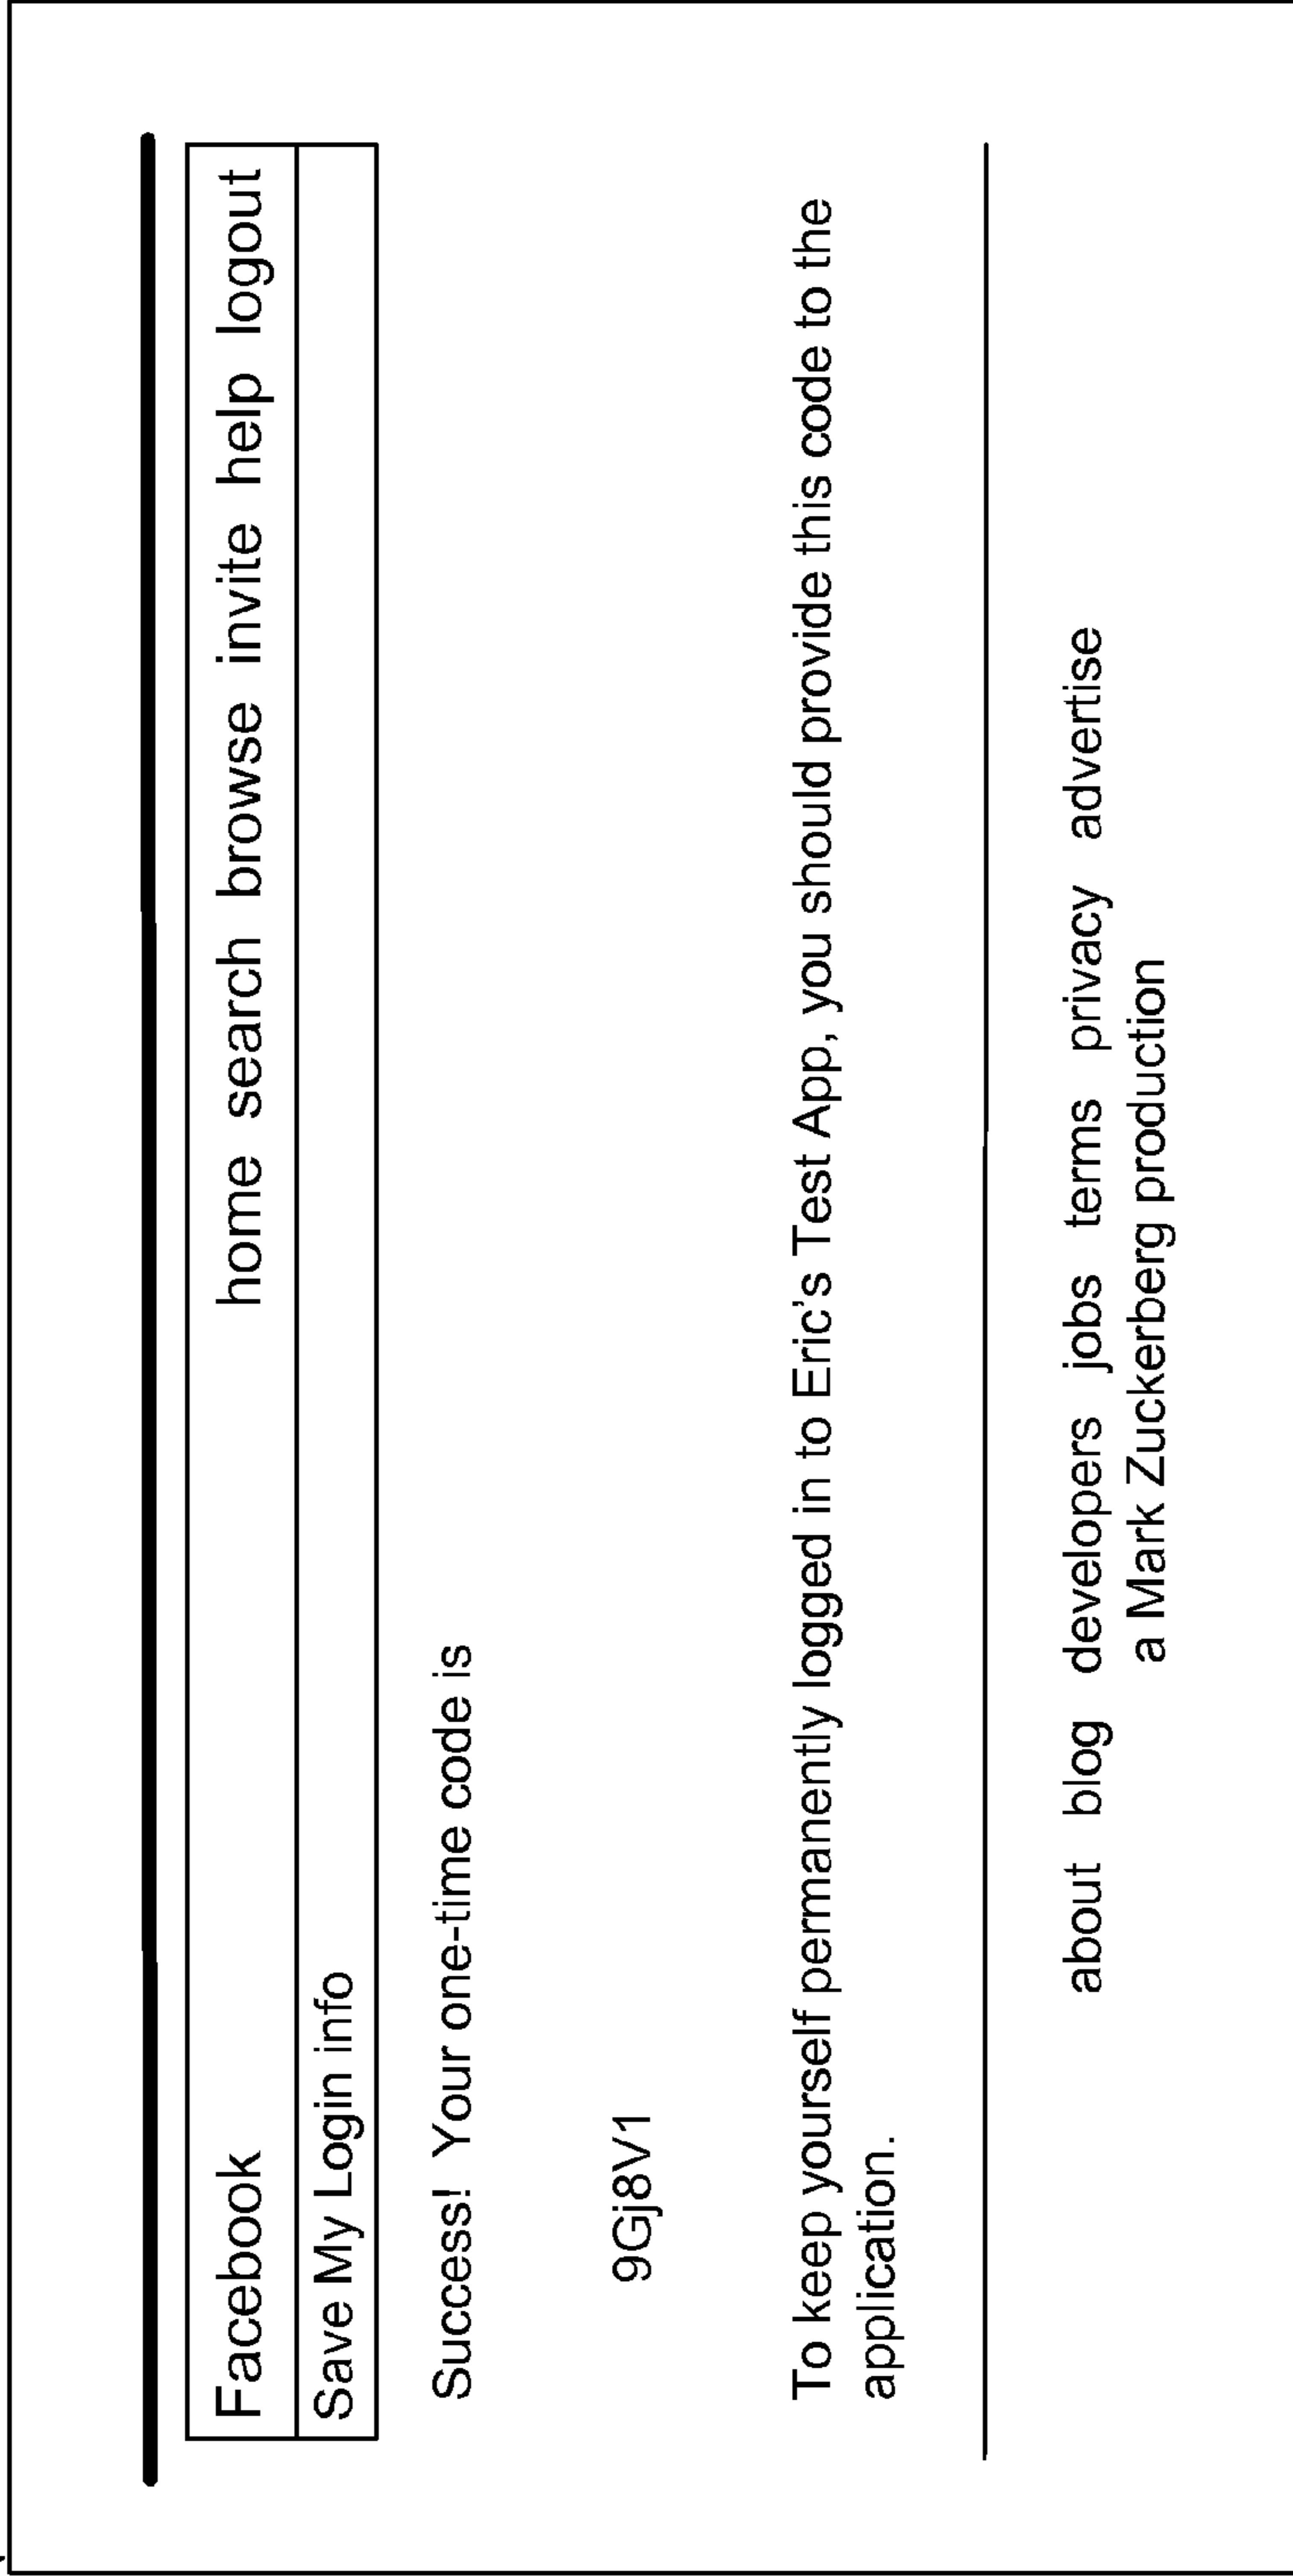 Facebook home search browse invite help logout
Save My Login info
Success! Your one-time code is
9Gj8V1
To keep yourself permanently logged in to Eric's Test App, you should provide this code to the
application.
about blog developers jobs terms privacy advertise
a Mark Zuckerberg production